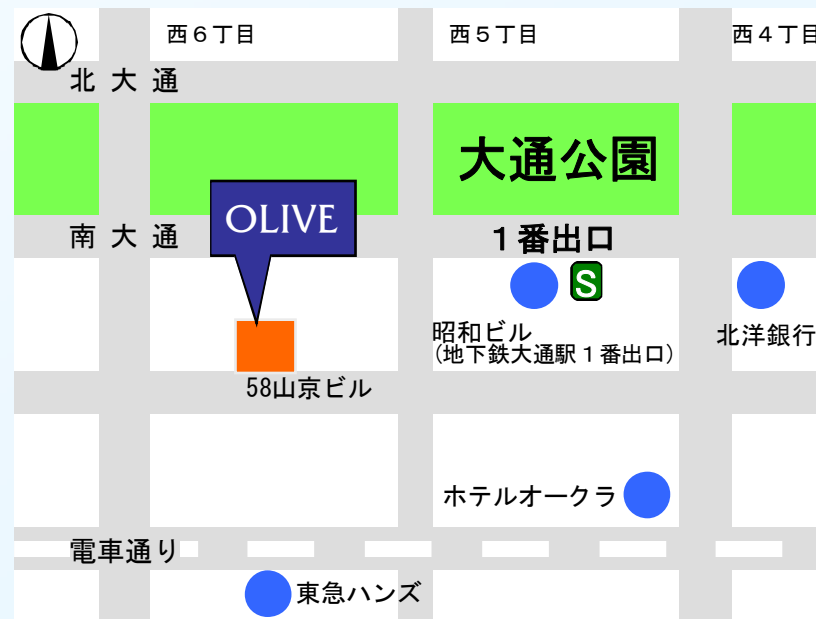 西６丁目
西５丁目
西４丁目
北大通
大通公園
OLIVE
南大通
１番出口
S
昭和ビル
(地下鉄大通駅１番出口)
北洋銀行
58山京ビル
ホテルオークラ
電車通り
東急ハンズ